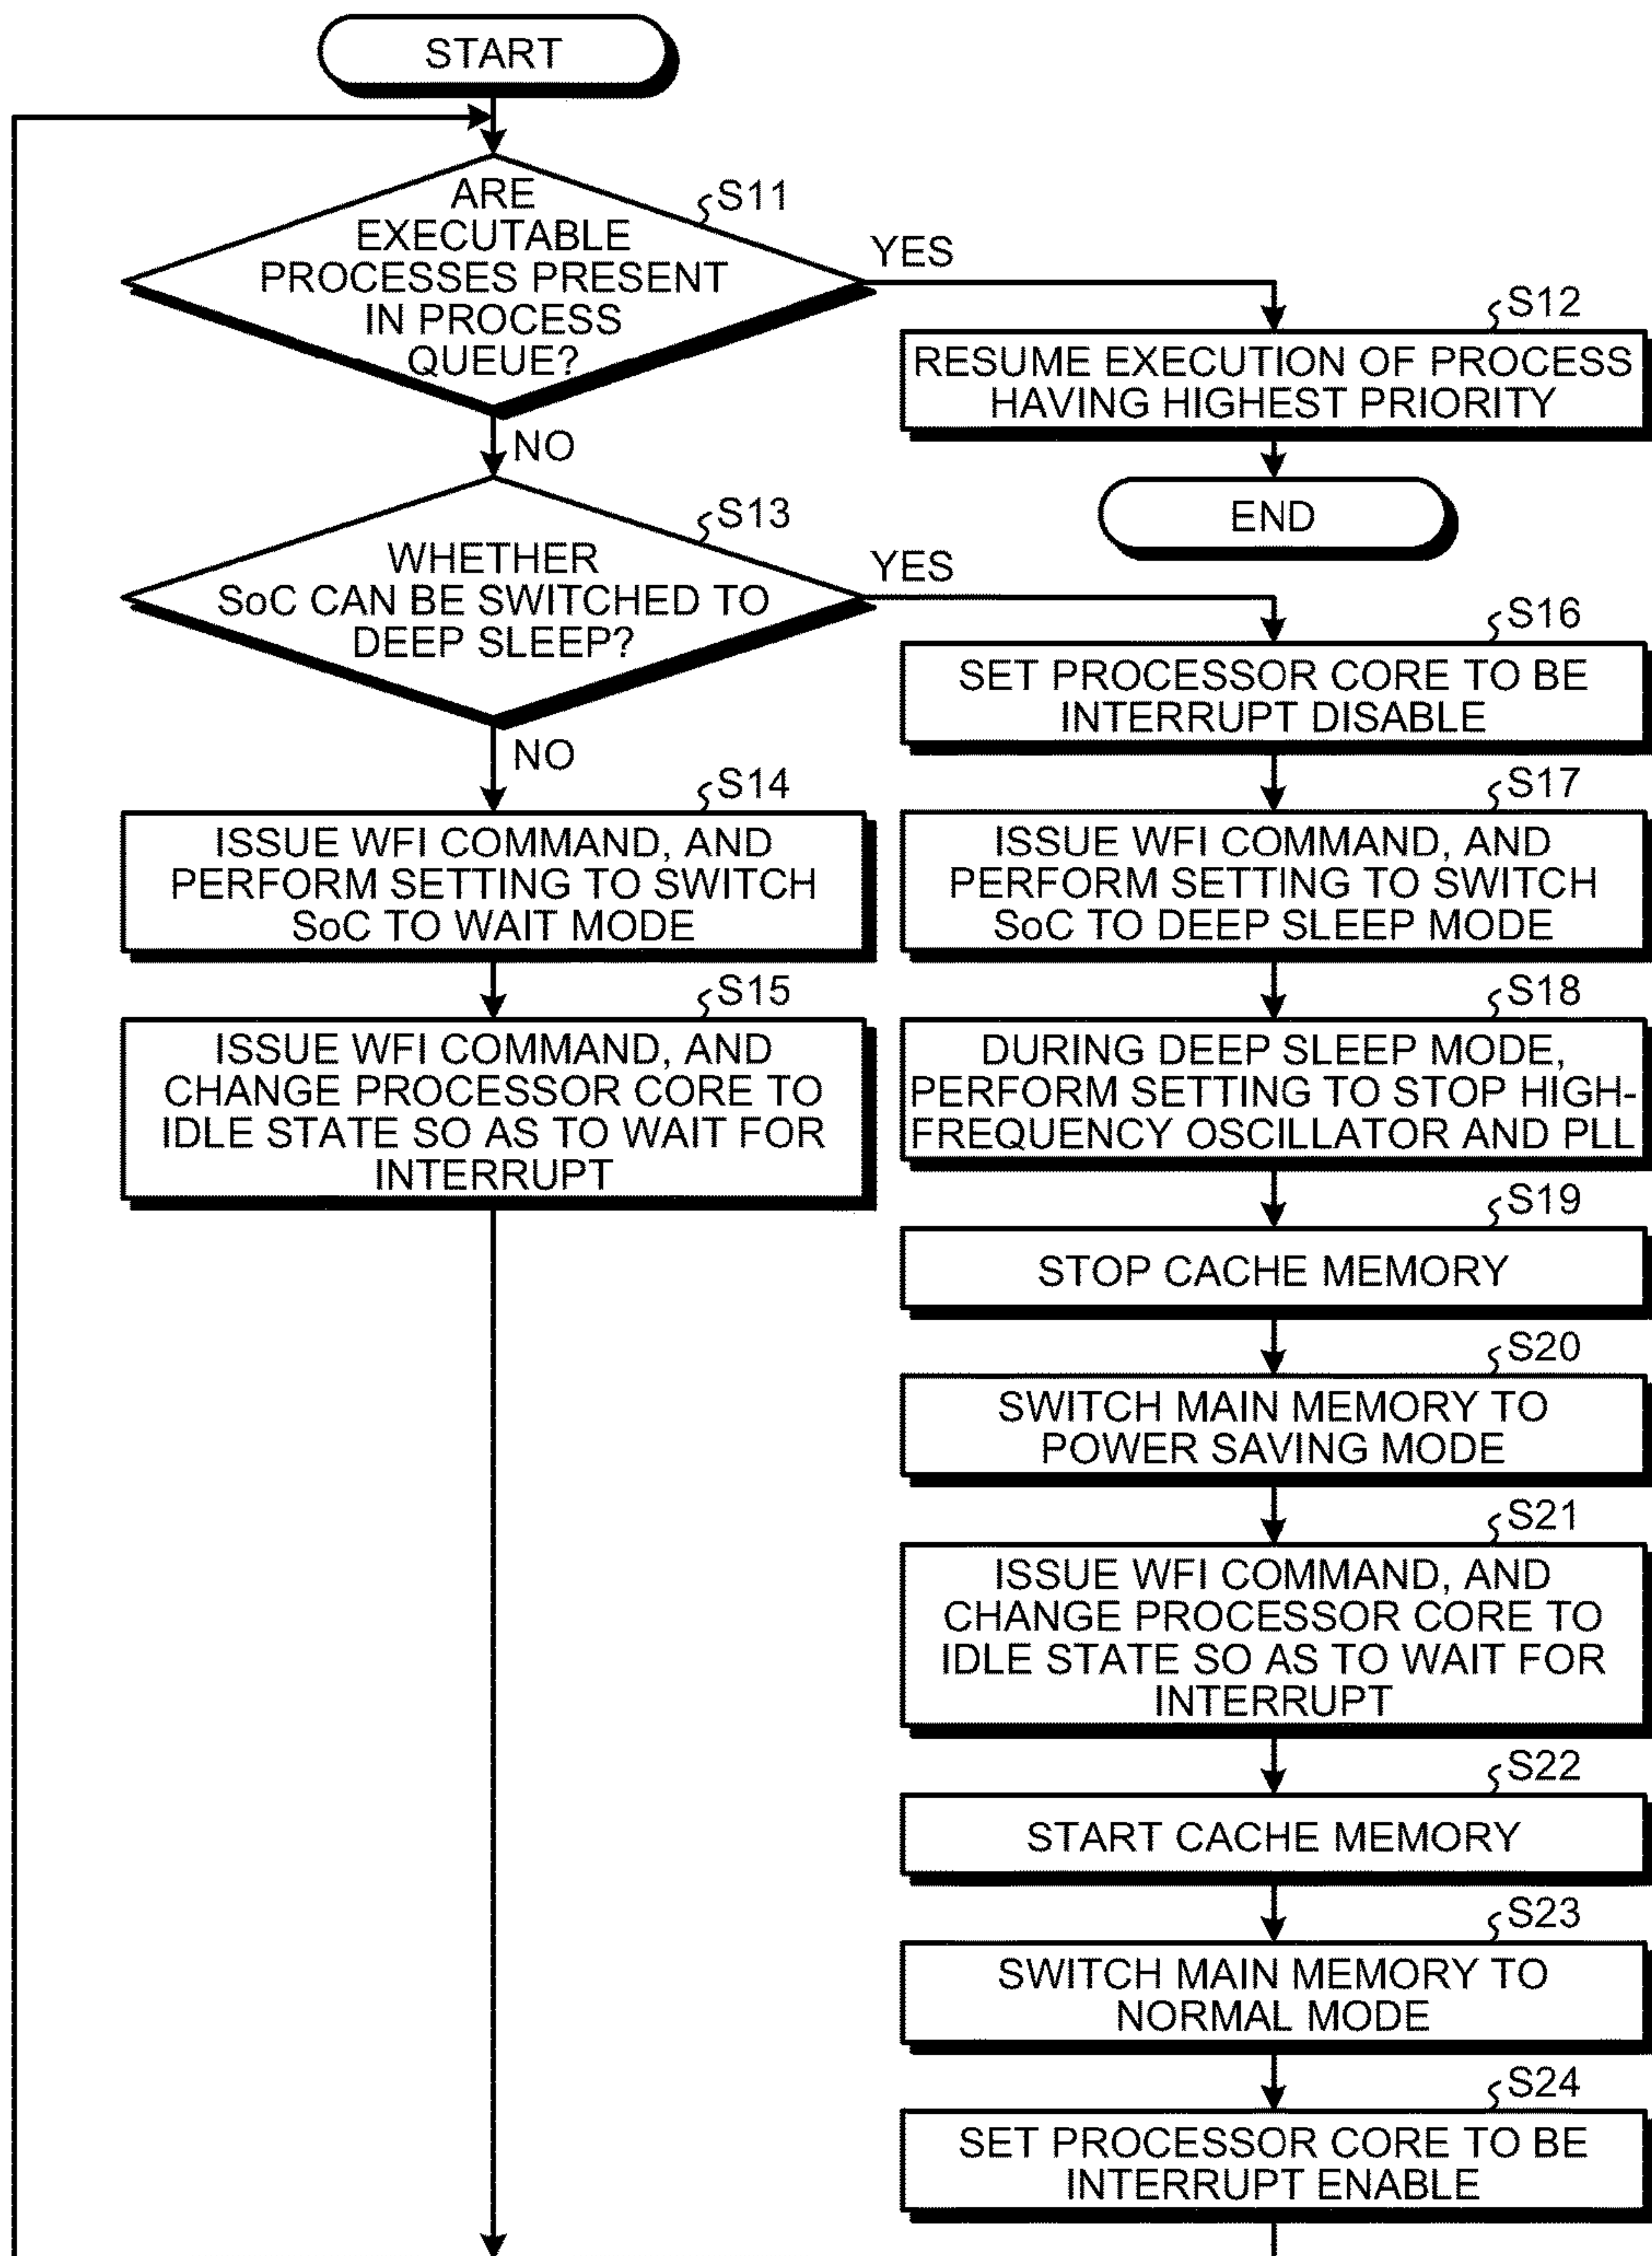 START
ARE
EXECUTABLE
PROCESSES PRESENT
IN PROCESS
QUEUE?
S11
YES
NO
S12
RESUME EXECUTION OF PROCESS
HAVING HIGHEST PRIORITY
END
S13
WHETHER
SoC CAN BE SWITCHED TO
DEEP SLEEP?
YES
NO
S14
ISSUE WFI COMMAND, AND
PERFORM SETTING TO SWITCH
SoC TO WAIT MODE
S15
ISSUE WFI COMMAND, AND
CHANGE PROCESSOR CORE TO
IDLE STATE SO AS TO WAIT FOR
INTERRUPT
S16
SET PROCESSOR CORE TO BE
INTERRUPT DISABLE
S17
ISSUE WFI COMMAND, AND
PERFORM SETTING TO SWITCH
SoC TO DEEP SLEEP MODE
S18
DURING DEEP SLEEP MODE,
PERFORM SETTING TO STOP HIGH-
FREQUENCY OSCILLATOR AND PLL
S19
STOP CACHE MEMORY
S20
SWITCH MAIN MEMORY TO
POWER SAVING MODE
S21
ISSUE WFI COMMAND, AND
CHANGE PROCESSOR CORE TO
IDLE STATE SO AS TO WAIT FOR
INTERRUPT
S22
START CACHE MEMORY
S23
SWITCH MAIN MEMORY TO
NORMAL MODE
S24
SET PROCESSOR CORE TO BE
INTERRUPT ENABLE